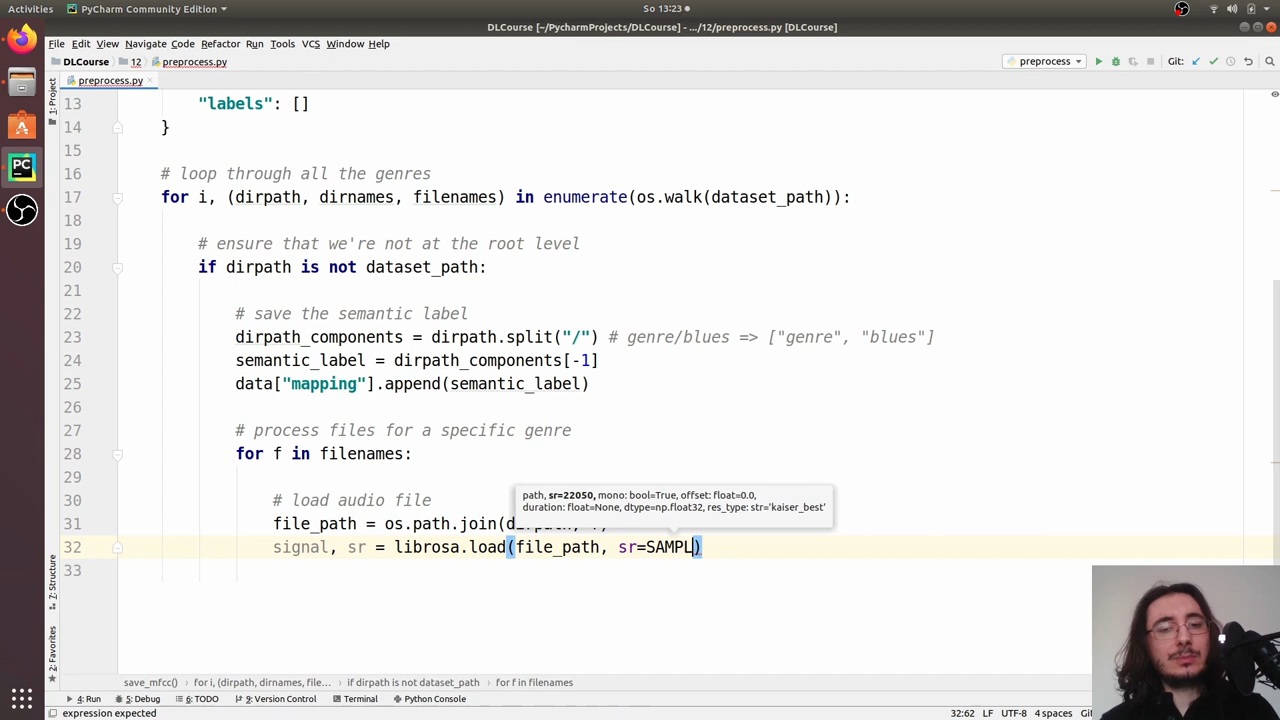 Activities PyCharm Community Edition So 13:23
DLCourse [~/PycharmProjects/DLCourse] - .../12/preprocess.py [DLCourse]
File Edit View Navigate Code Refactor Run Tools VCS Window Help
DLCourse 12 preprocess.py preprocess Git:
preprocess.py
1: Project
13 "labels": []
14 }
15
16 # loop through all the genres
17 for i, (dirpath, dirnames, filenames) in enumerate(os.walk(dataset_path)):
18
19 # ensure that we're not at the root level
20 if dirpath is not dataset_path:
21
22 # save the semantic label
23 dirpath_components = dirpath.split("/") # genre/blues => ["genre", "blues"]
24 semantic_label = dirpath_components[-1]
25 data["mapping"].append(semantic_label)
26
27 # process files for a specific genre
28 for f in filenames:
29
30 # load audio file
path, sr=22050, mono: bool=True, offset: float=0.0,
duration: float=None, dtype=np.float32, res_type: str='kaiser_best'
31 file_path = os.path.join(
32 signal, sr = librosa.load(file_path, sr=SAMPL)
33
7: Structure
2: Favorites
save_mfcc() for i, (dirpath, dirnames, file... if dirpath is not dataset_path for f in filenames
4: Run 5: Debug 6: TODO 9: Version Control Terminal Python Console
expression expected 32:62 LF UTF-8 4 spaces